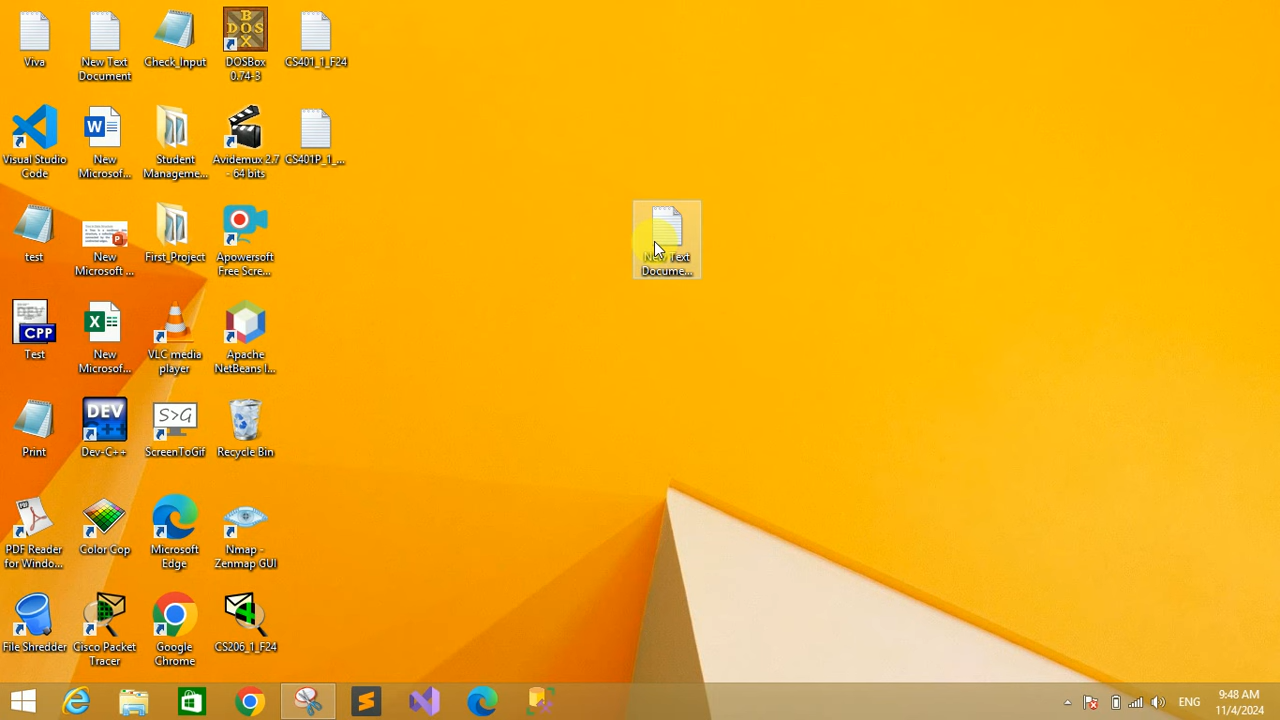 Viva
New Text
Document
Check_Input
BOX
DOS
DOSBox
0.74-3
CS401_1_F24
Visual Studio
Code
W
New
Microsof...
Student
Manageme...
Avidemux 2.7
- 64 bits
CS401P_1_...
test
P
New
Microsoft ...
First_Project
Apowersoft
Free Scre...
New Text
Docume...
DEV
CPP
Test
X
New
Microsof...
VLC media
player
Apache
NetBeans I...
Print
DEV
Dev-C++
S>G
ScreenToGif
Recycle Bin
PDF Reader
for Windo...
Color Cop
Microsoft
Edge
Nmap -
Zenmap GUI
File Shredder
Cisco Packet
Tracer
Google
Chrome
CS206_1_F24
ENG
9:48 AM
11/4/2024